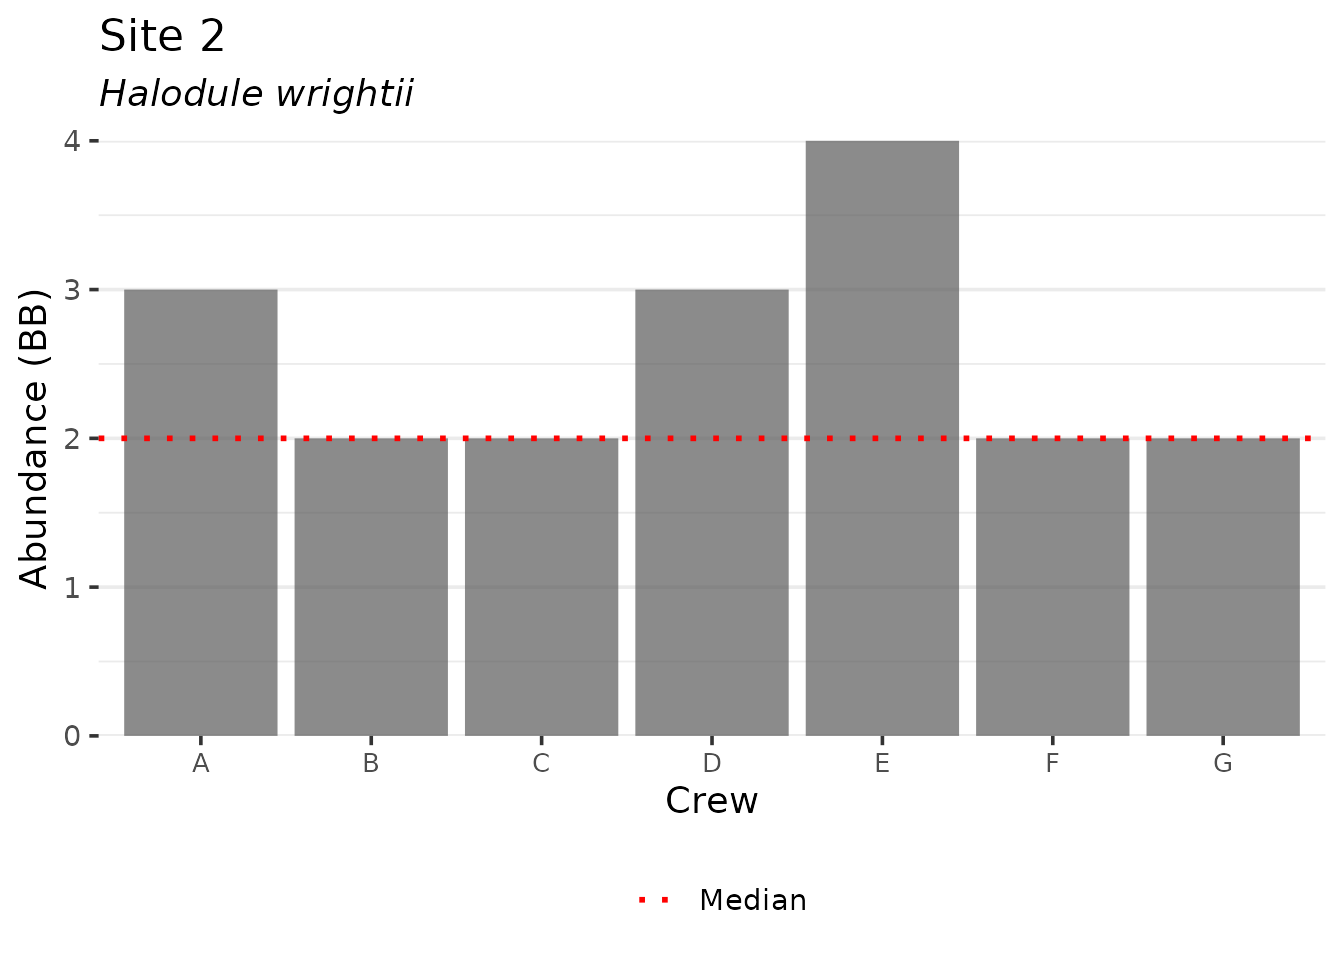 Site 2
Halodule wrightii
Abundance (BB)
4
3
2
1
0
A B C D E F G
Crew
Median